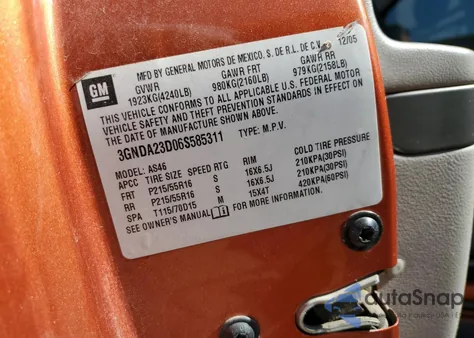 GM
MFD BY GENERAL MOTORS DE MEXICO, S. DE R.L. DE C.V. 12/05
GVWR GAWR FRT GAWR RR
1923KG(4240LB) 980KG(2160LB) 979KG(2158LB)
THIS VEHICLE CONFORMS TO ALL APPLICABLE U.S. FEDERAL MOTOR
VEHICLE SAFETY AND THEFT PREVENTION STANDARDS IN EFFECT ON
THE DATE OF MANUFACTURE SHOWN ABOVE.
3GNDA23D06S585311 TYPE: M.P.V.
APCC MODEL: AS46
TIRE SIZE SPEED RTG RIM COLD TIRE PRESSURE
FRT P215/55R16 S 16X6.5J 210KPA(30PSI)
RR P215/55R16 S 16X6.5J 210KPA(30PSI)
SPA T115/70D15 M 15X4T 420KPA(60PSI)
SEE OWNER'S MANUAL FOR ADDITIONAL INFORMATION.
autaSnap